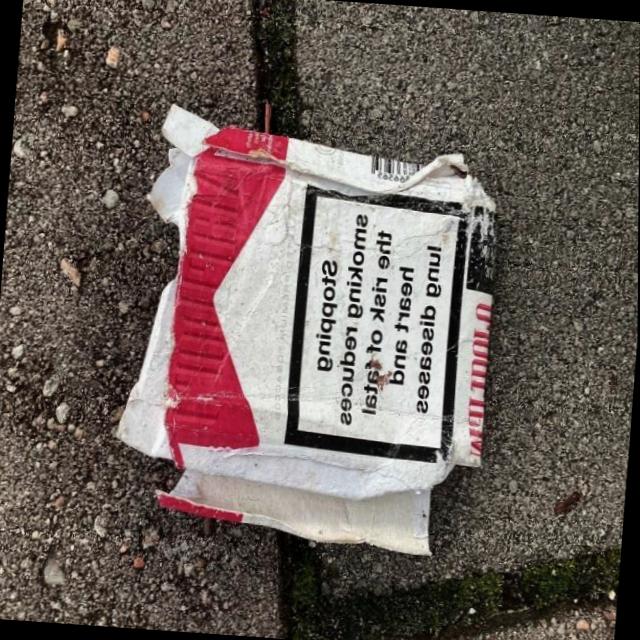 Stopping
smoking reduces
the risk of fatal
heart and
lung diseases